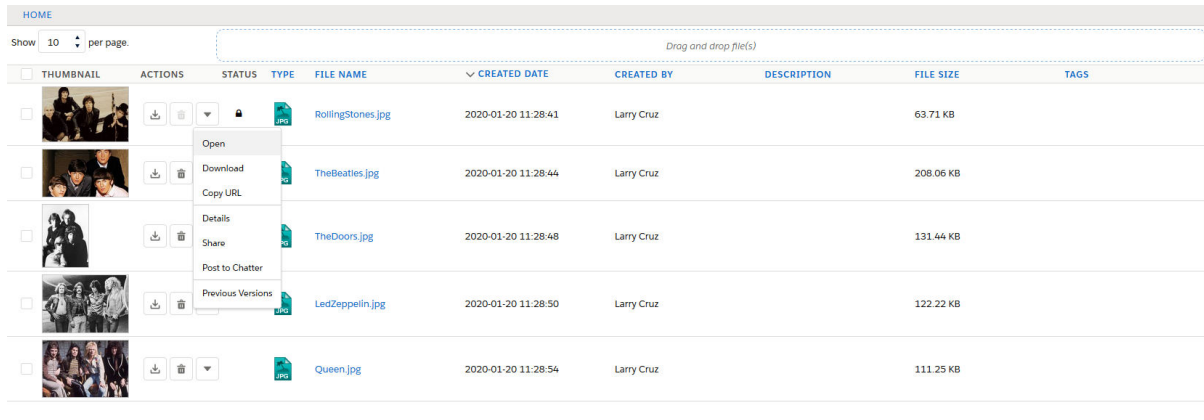 HOME
Show 10 per page.
Drag and drop file(s)
THUMBNAIL ACTIONS STATUS TYPE FILE NAME CREATED DATE CREATED BY DESCRIPTION FILE SIZE TAGS
JPG RollingStones.jpg 2020-01-20 11:28:41 Larry Cruz 63.71 KB
Open
Download
Copy URL
Details
Share
Post to Chatter
Previous Versions
TheBeatles.jpg 2020-01-20 11:28:44 Larry Cruz 208.06 KB
TheDoors.jpg 2020-01-20 11:28:48 Larry Cruz 131.44 KB
LedZeppelin.jpg 2020-01-20 11:28:50 Larry Cruz 122.22 KB
JPG Queen.jpg 2020-01-20 11:28:54 Larry Cruz 111.25 KB